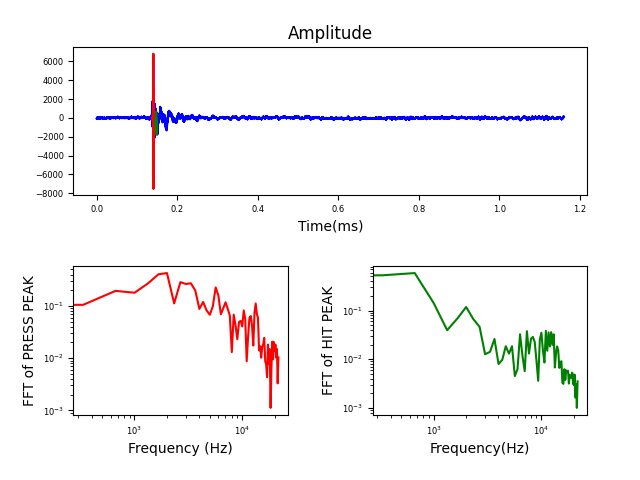 Amplitude
6000
4000
2000
0
−2000
−4000
−6000
−8000
0.0 0.2 0.4 0.6 0.8 1.0 1.2
Time(ms)
FFT of PRESS PEAK
10⁻¹
10⁻²
10⁻³
10³ 10⁴
Frequency (Hz)
FFT of HIT PEAK
10⁻¹
10⁻²
10⁻³
10³ 10⁴
Frequency(Hz)